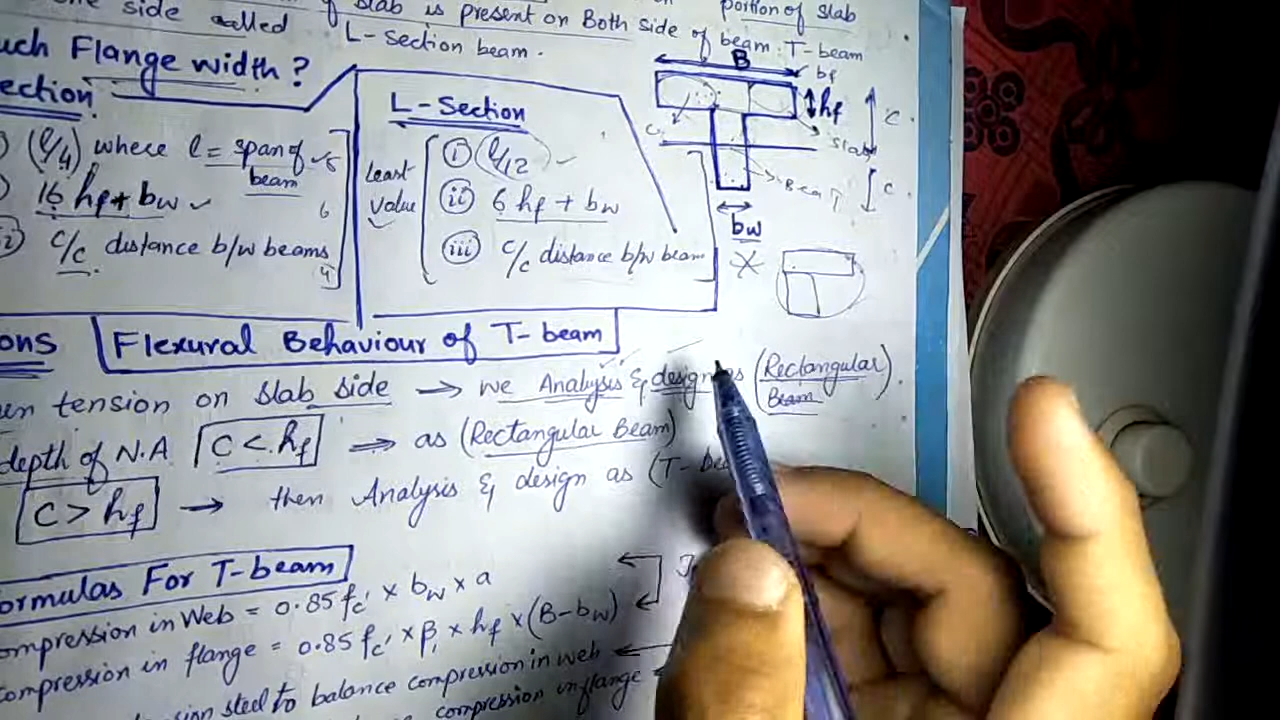 one side called
of slab is present on Both side of beam. T-beam
portion of slab
L-Section beam.
uch Flange width?
ection.
(l/4) where l = span of
beam
16 hf + bw
c/c distance b/w beams
L - Section
Least
Value
i) l/12
ii) 6 hf + bw
iii) c/c distance b/w beam
B
bf
hf
C
C
C
Slab
Beam
bw
ons
Flexural Behaviour of T-beam
en tension on slab side → we Analysis & design as (Rectangular
Beam).
depth of N.A C < hf ⇒ as (Rectangular Beam)
C > hf → then Analysis & design as (T-bea
ormulas For T-beam
ompression in Web = 0.85 fc' × bw × a
Compression in flange = 0.85 fc' × β1 × hf × (B-bw)
sion steel to balance compression in web
compression in flange